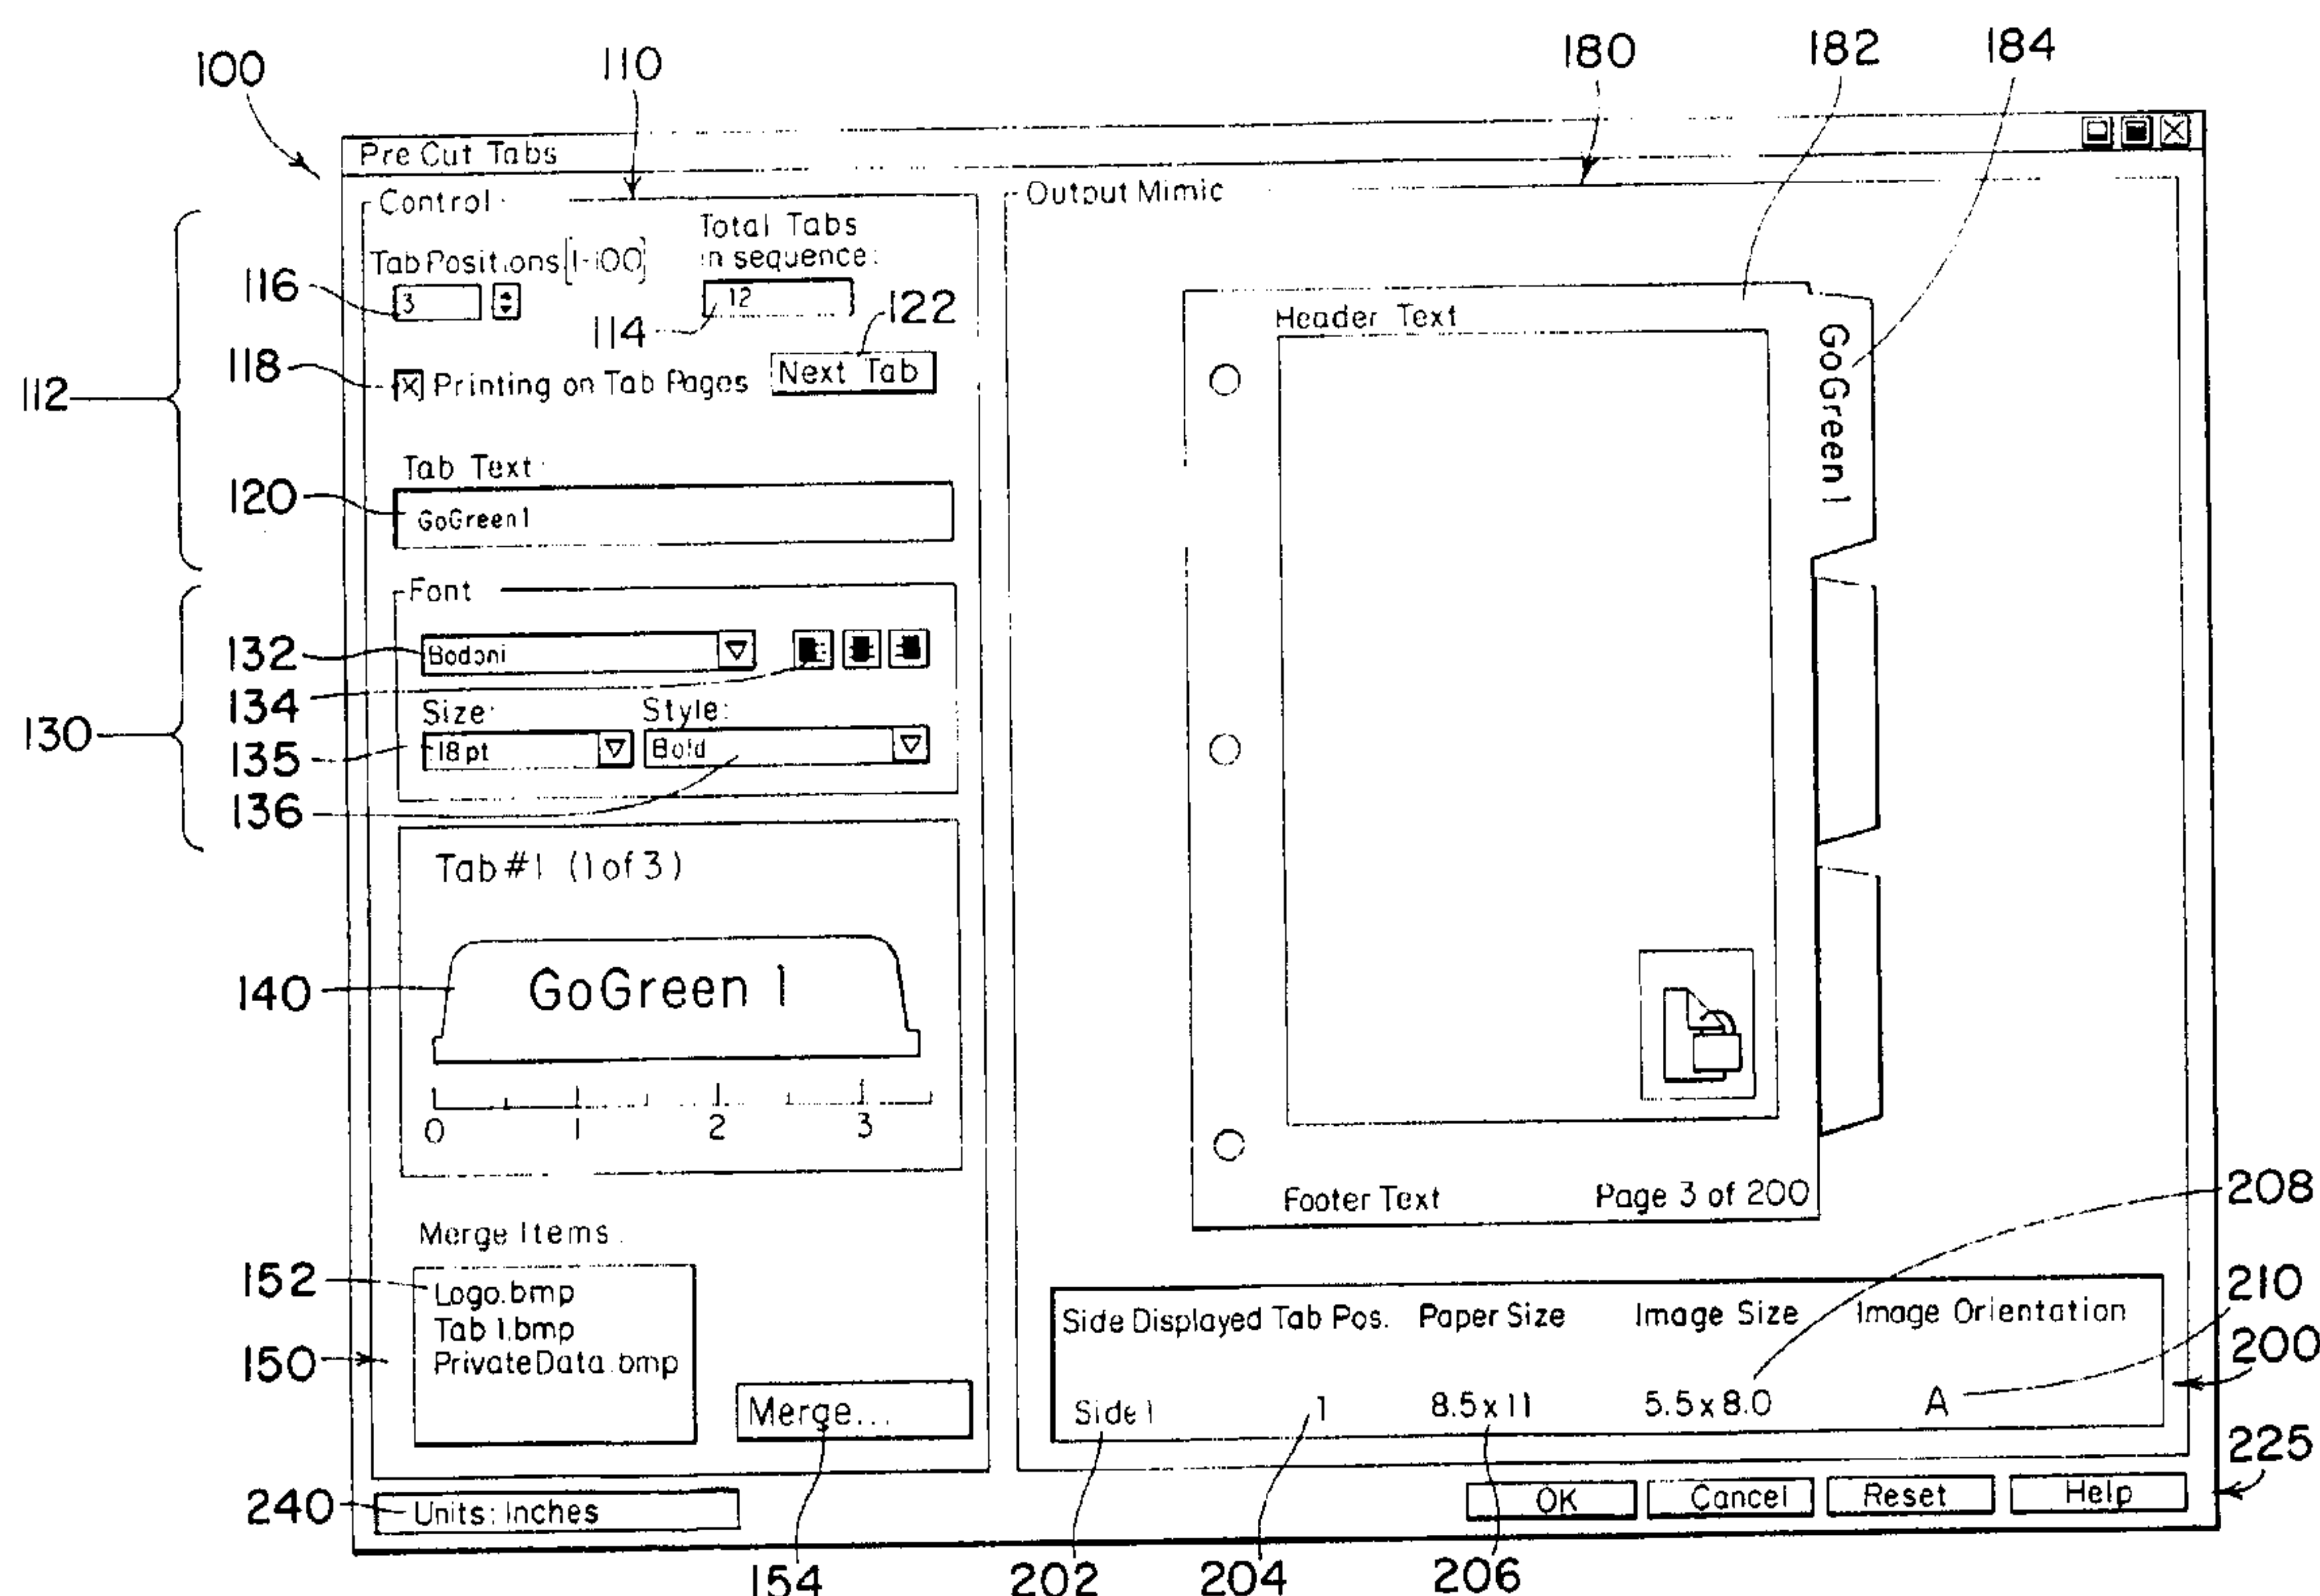 100
110
180
182
184
Pre Cut Tabs
Control
Output Mimic
Total Tabs
in sequence:
Tab Positions [1-100]
116
3
12
114
122
Header Text
GoGreen 1
118
Printing on Tab Pages
Next Tab
112
Tab Text:
120
GoGreen 1
Font
132
Bodoni
134
Size:
Style:
130
135
18 pt
Bold
136
Tab #1 (1 of 3)
140
GoGreen 1
0 1 2 3
Footer Text
Page 3 of 200
208
Merge Items
152
Logo.bmp
Tab 1.bmp
150
PrivateData.bmp
Merge...
Side Displayed Tab Pos. Paper Size Image Size Image Orientation
210
200
Side 1 1 8.5 x 11 5.5 x 8.0 A
225
240
Units: Inches
OK
Cancel
Reset
Help
154
202
204
206